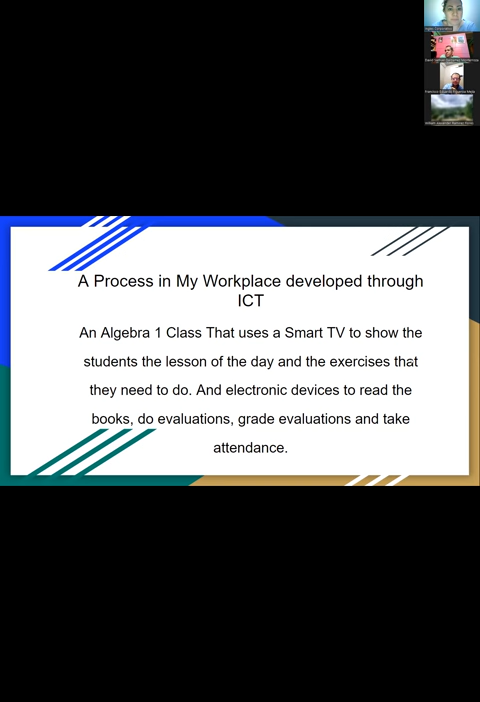 A Process in My Workplace developed through
ICT
An Algebra 1 Class That uses a Smart TV to show the
students the lesson of the day and the exercises that
they need to do. And electronic devices to read the
books, do evaluations, grade evaluations and take
attendance.